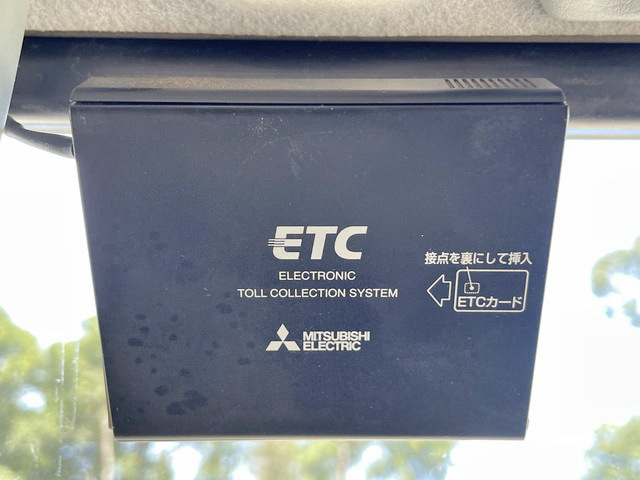 ETC
ELECTRONIC
TOLL COLLECTION SYSTEM
接点を裏にして挿入
ETCカード
MITSUBISHI
ELECTRIC